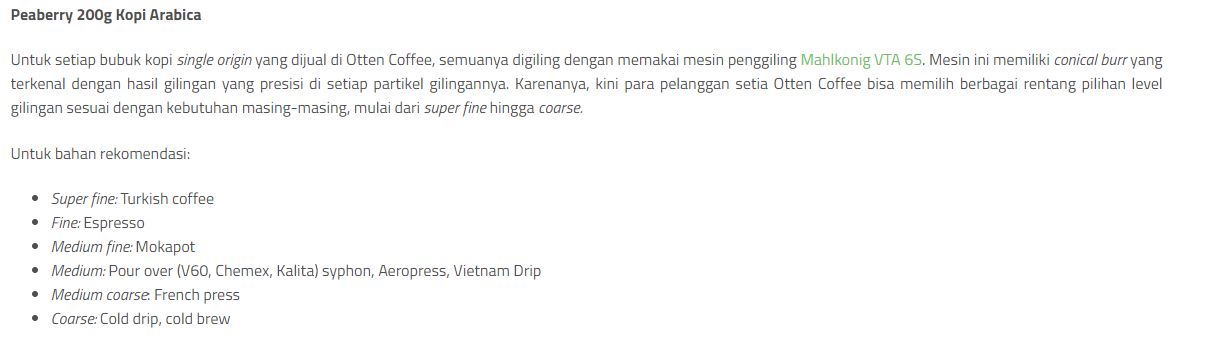 Peaberry 200g Kopi Arabica
Untuk setiap bubuk kopi single origin yang dijual di Otten Coffee, semuanya digiling dengan memakai mesin penggiling Mahlkonig VTA 6S. Mesin ini memiliki conical burr yang
terkenal dengan hasil gilingan yang presisi di setiap partikel gilingannya. Karenanya, kini para pelanggan setia Otten Coffee bisa memilih berbagai rentang pilihan level
gilingan sesuai dengan kebutuhan masing-masing, mulai dari super fine hingga coarse.
Untuk bahan rekomendasi:
• Super fine: Turkish coffee
• Fine: Espresso
• Medium fine: Mokapot
• Medium: Pour over (V60, Chemex, Kalita) syphon, Aeropress, Vietnam Drip
• Medium coarse: French press
• Coarse: Cold drip, cold brew